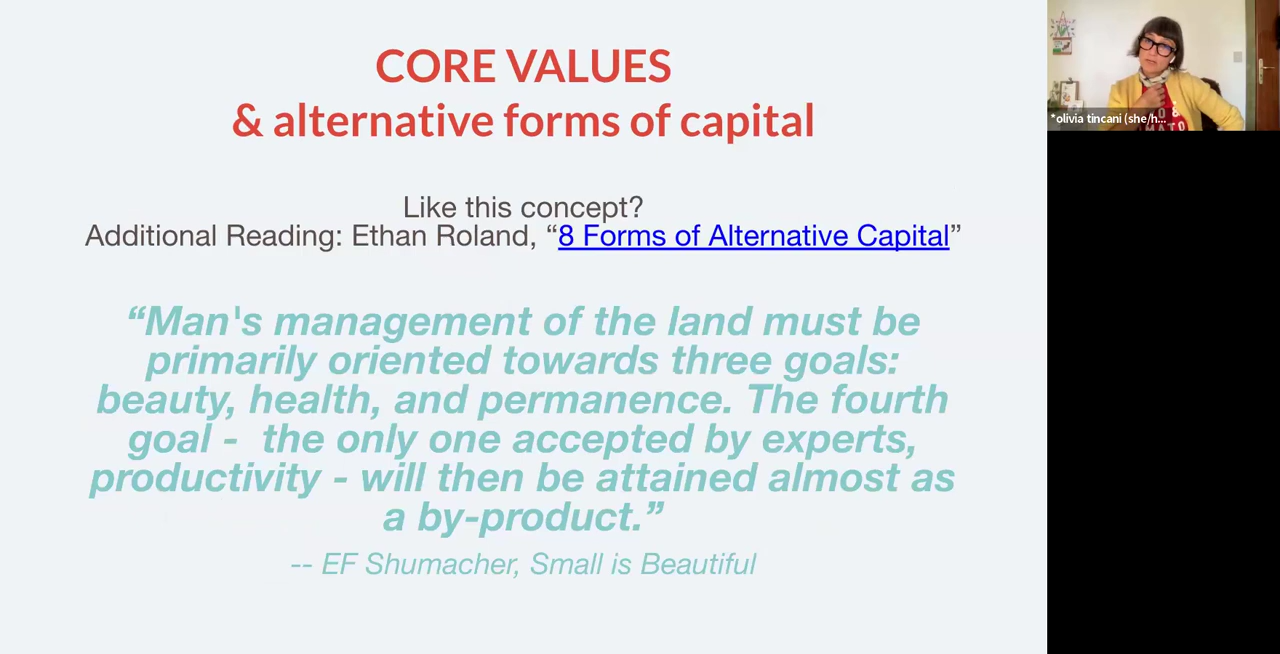 CORE VALUES
& alternative forms of capital
Like this concept?
Additional Reading: Ethan Roland, “8 Forms of Alternative Capital”
“Man's management of the land must be
primarily oriented towards three goals:
beauty, health, and permanence. The fourth
goal -  the only one accepted by experts,
productivity - will then be attained almost as
a by-product.”
-- EF Shumacher, Small is Beautiful
*olivia tincani (she/h...